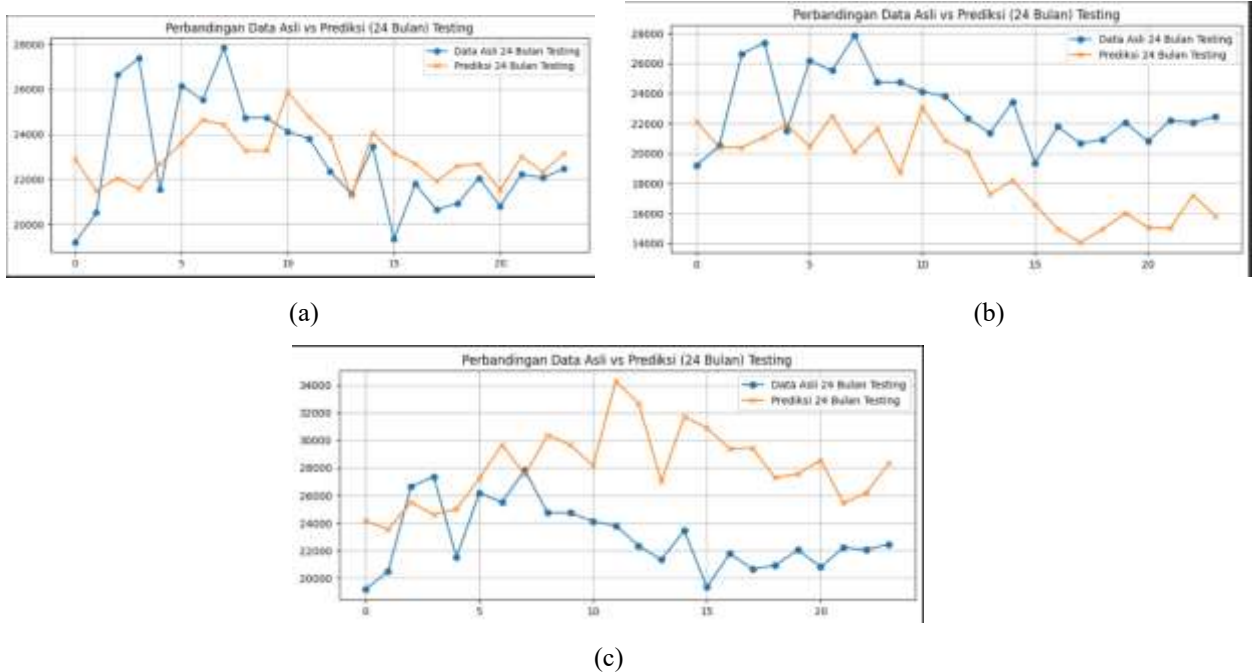 Perbandingan Data Asli vs Prediksi (24 Bulan) Testing
28000
26000
24000
22000
20000
0 5 10 15 20
Data Asli 24 Bulan Testing
Prediksi 24 Bulan Testing
(a)
Perbandingan Data Asli vs Prediksi (24 Bulan) Testing
28000
26000
24000
22000
20000
18000
16000
14000
0 5 10 15 20
Data Asli 24 Bulan Testing
Prediksi 24 Bulan Testing
(b)
Perbandingan Data Asli vs Prediksi (24 Bulan) Testing
34000
32000
30000
28000
26000
24000
22000
20000
0 5 10 15 20
Data Asli 24 Bulan Testing
Prediksi 24 Bulan Testing
(c)